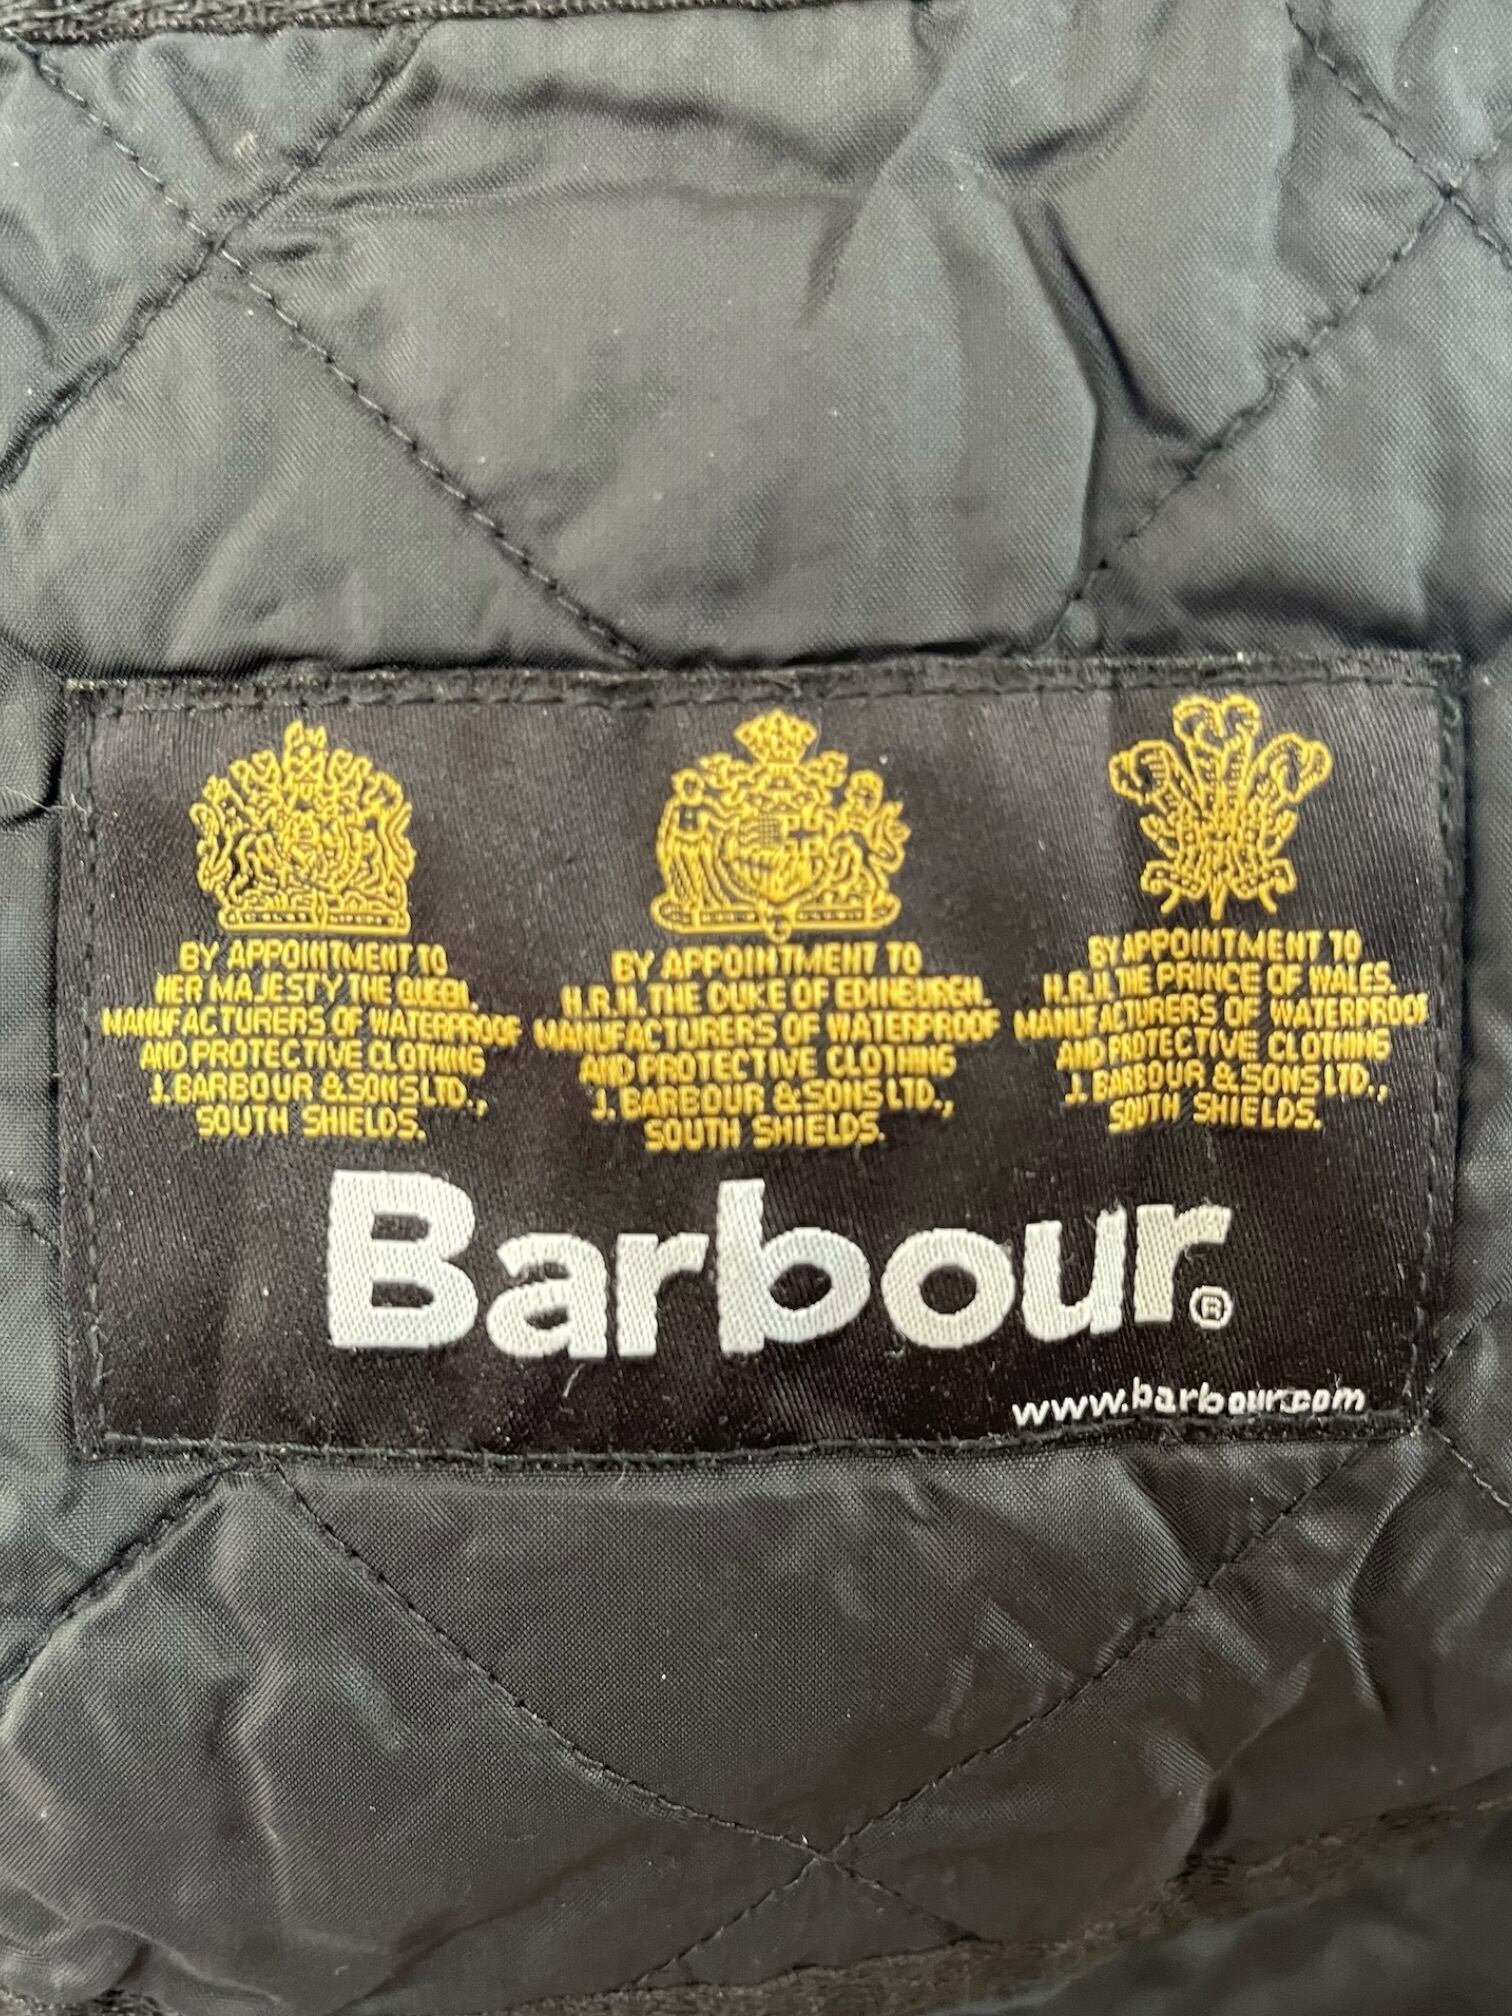 BY APPOINTMENT TO
HER MAJESTY THE QUEEN.
MANUFACTURERS OF WATERPROOF
AND PROTECTIVE CLOTHING
J. BARBOUR & SONS LTD.,
SOUTH SHIELDS.
BY APPOINTMENT TO
H.R.H. THE DUKE OF EDINBURGH.
MANUFACTURERS OF WATERPROOF
AND PROTECTIVE CLOTHING
J. BARBOUR & SONS LTD.,
SOUTH SHIELDS.
BY APPOINTMENT TO
H.R.H. THE PRINCE OF WALES.
MANUFACTURERS OF WATERPROOF
AND PROTECTIVE CLOTHING
J. BARBOUR & SONS LTD.,
SOUTH SHIELDS.
Barbour®
www.barbour.com